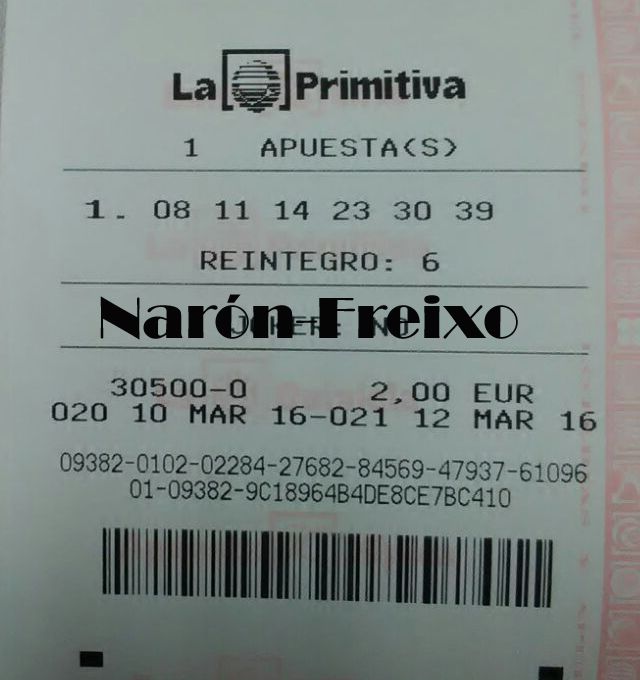 La Primitiva
1 APUESTA(S)
1. 08 11 14 23 30 39
REINTEGRO: 6
Narón-Freixo
JOKER: NO
30500-0 2,00 EUR
020 10 MAR 16-021 12 MAR 16
09382-0102-02284-27682-84569-47937-61096
01-09382-9C18964B4DE8CE7BC410